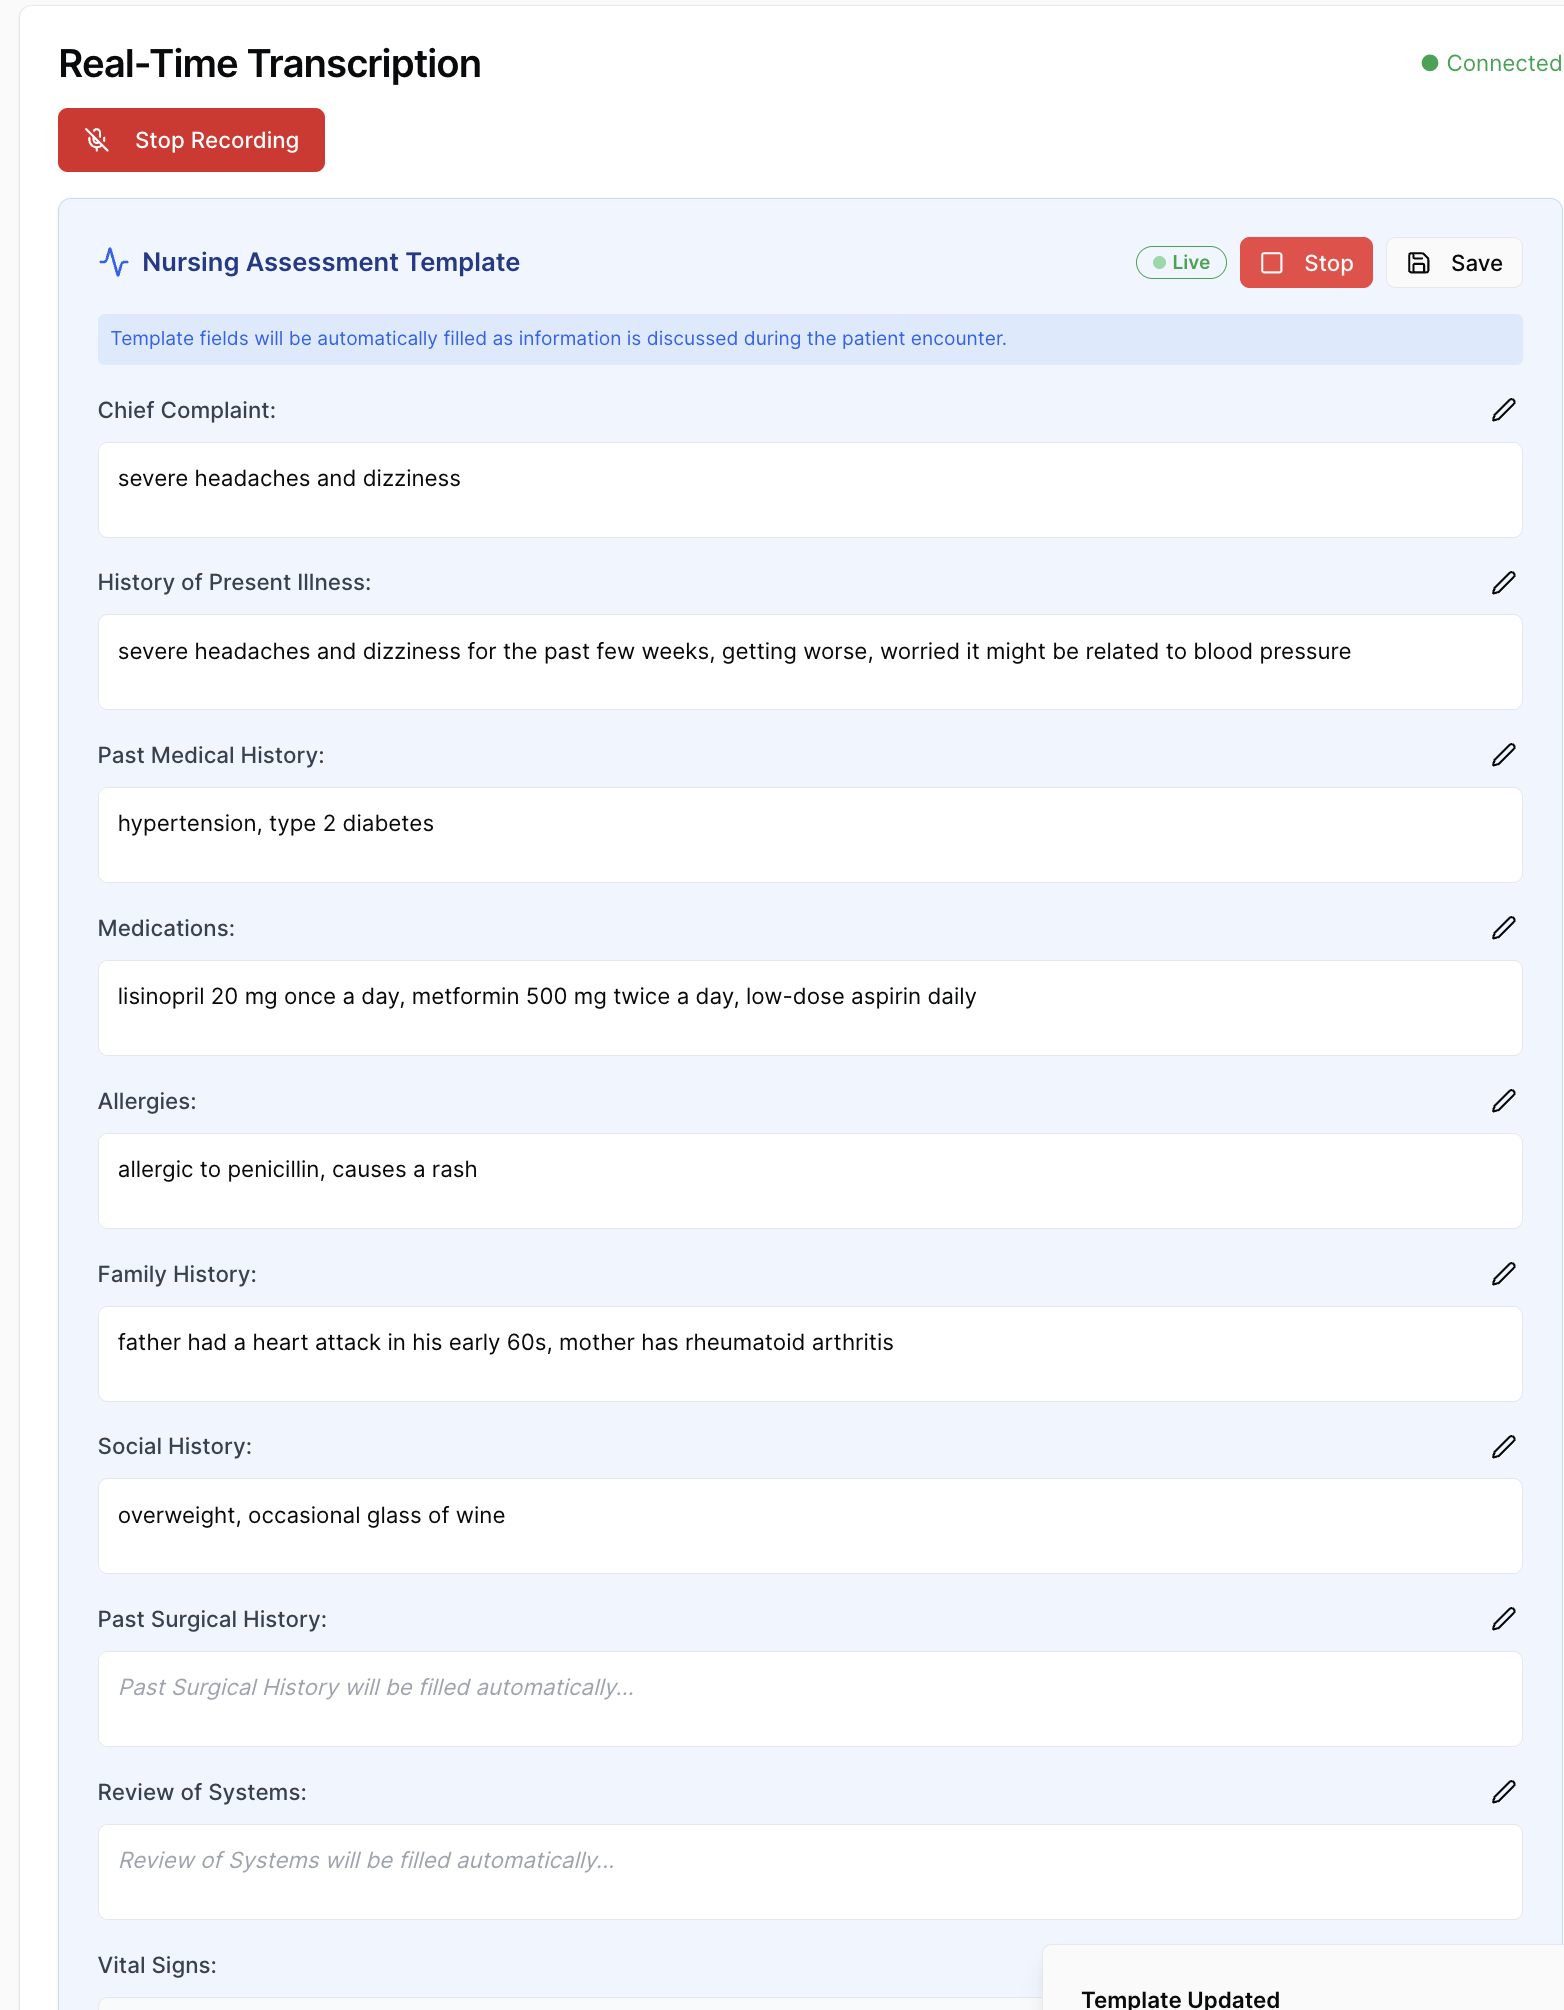 Real-Time Transcription
Connected
Stop Recording
Nursing Assessment Template
Live
Stop
Save
Template fields will be automatically filled as information is discussed during the patient encounter.
Chief Complaint:
severe headaches and dizziness
History of Present Illness:
severe headaches and dizziness for the past few weeks, getting worse, worried it might be related to blood pressure
Past Medical History:
hypertension, type 2 diabetes
Medications:
lisinopril 20 mg once a day, metformin 500 mg twice a day, low-dose aspirin daily
Allergies:
allergic to penicillin, causes a rash
Family History:
father had a heart attack in his early 60s, mother has rheumatoid arthritis
Social History:
overweight, occasional glass of wine
Past Surgical History:
Past Surgical History will be filled automatically...
Review of Systems:
Review of Systems will be filled automatically...
Vital Signs:
Template Updated